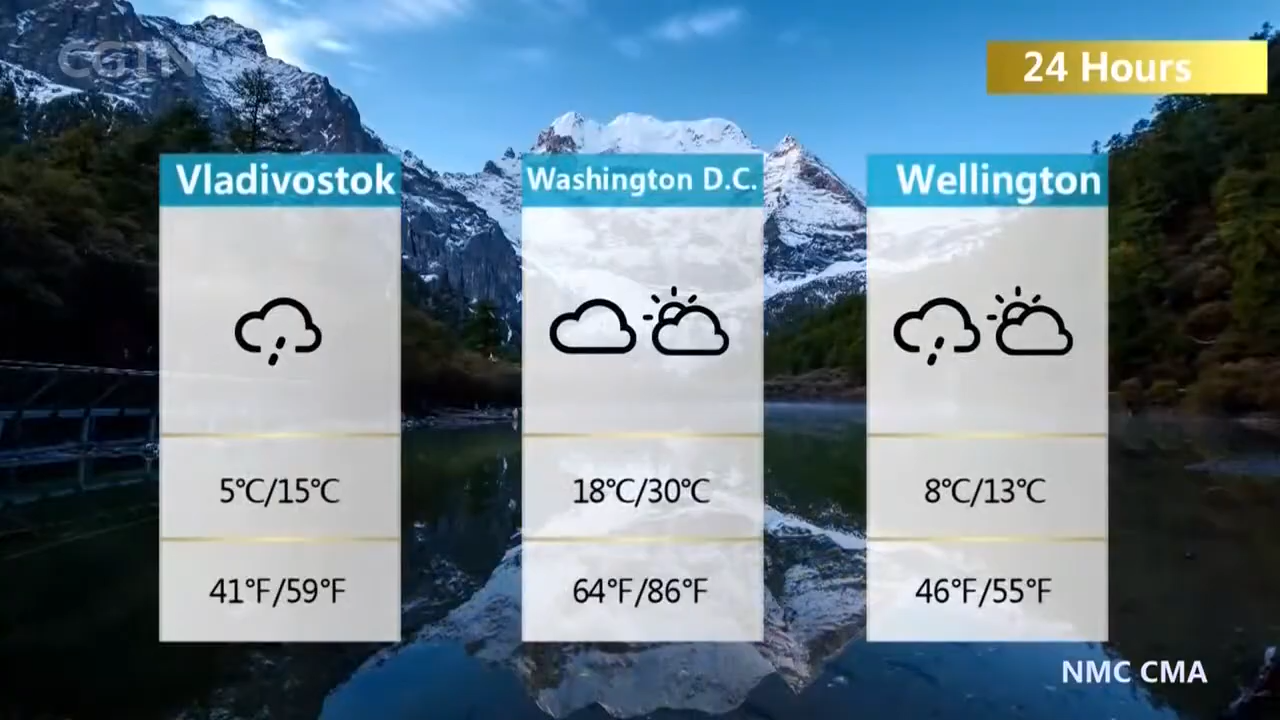 CGTN
24 Hours
Vladivostok
5°C/15°C
41°F/59°F
Washington D.C.
18°C/30°C
64°F/86°F
Wellington
8°C/13°C
46°F/55°F
NMC CMA